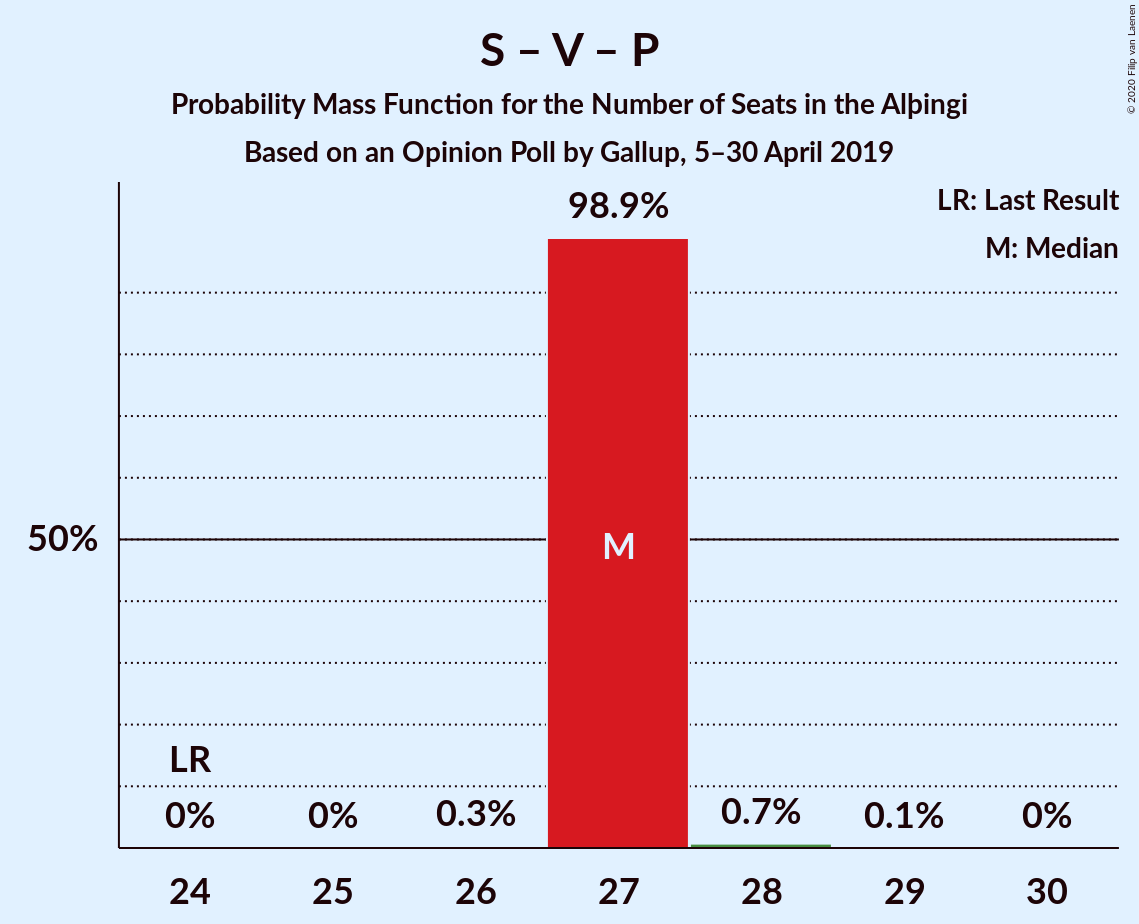 S – V – P
Probability Mass Function for the Number of Seats in the Alþingi
Based on an Opinion Poll by Gallup, 5–30 April 2019
© 2020 Filip van Laenen
LR: Last Result
M: Median
98.9%
50%
M
LR
0%
0%
0.3%
0.7%
0.1%
0%
24
25
26
27
28
29
30